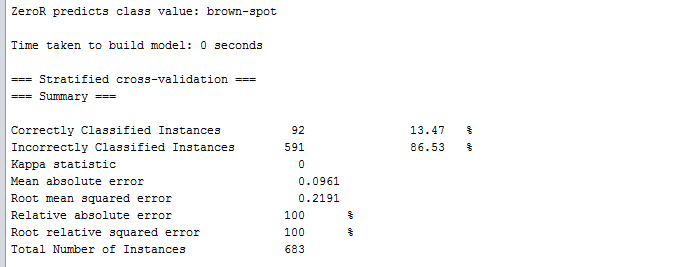 ZeroR predicts class value: brown-spot
Time taken to build model: 0 seconds
=== Stratified cross-validation ===
=== Summary ===
Correctly Classified Instances 92 13.47 %
Incorrectly Classified Instances 591 86.53 %
Kappa statistic 0
Mean absolute error 0.0961
Root mean squared error 0.2191
Relative absolute error 100 %
Root relative squared error 100 %
Total Number of Instances 683